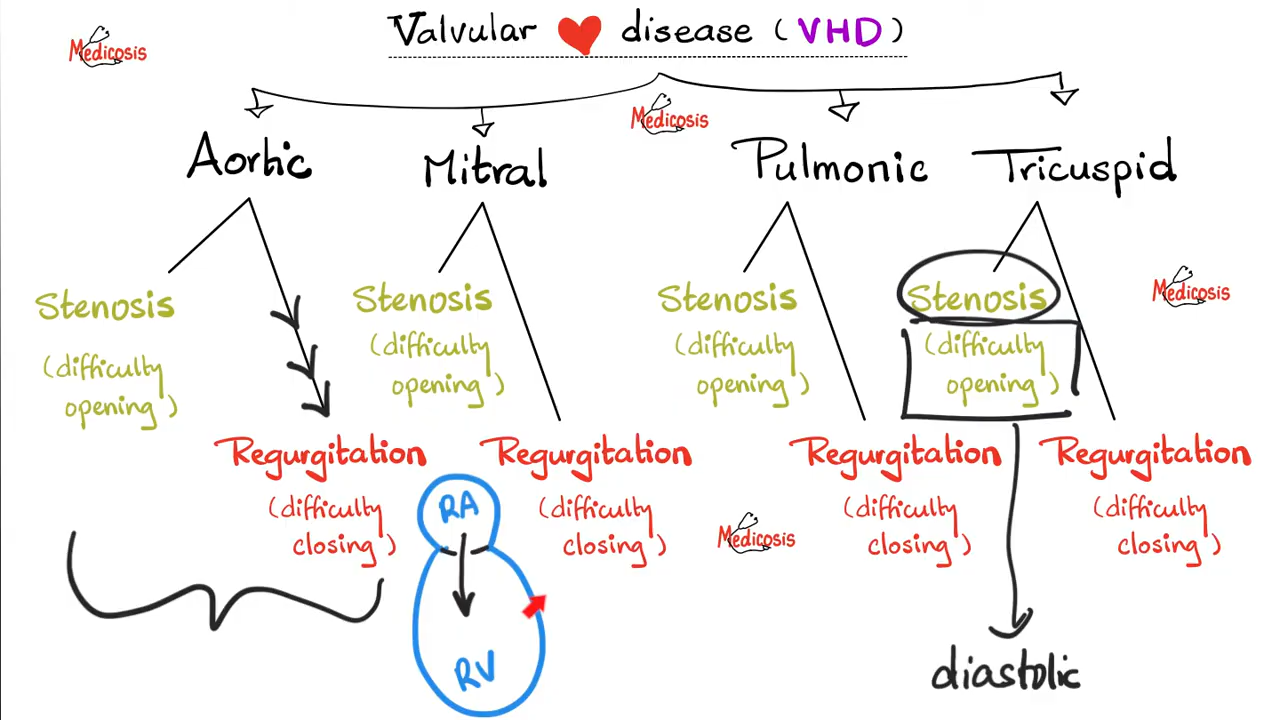 Valvular disease (VHD)
Medicosis
Medicosis
Aortic
Mitral
Pulmonic
Tricuspid
Stenosis
(difficulty
opening)
Stenosis
(difficulty
opening)
Stenosis
(difficulty
opening)
Stenosis
(difficulty
opening)
Medicosis
Regurgitation
(difficulty
closing)
Regurgitation
(difficulty
closing)
Regurgitation
(difficulty
closing)
Regurgitation
(difficulty
closing)
RA
RV
Medicosis
diastolic